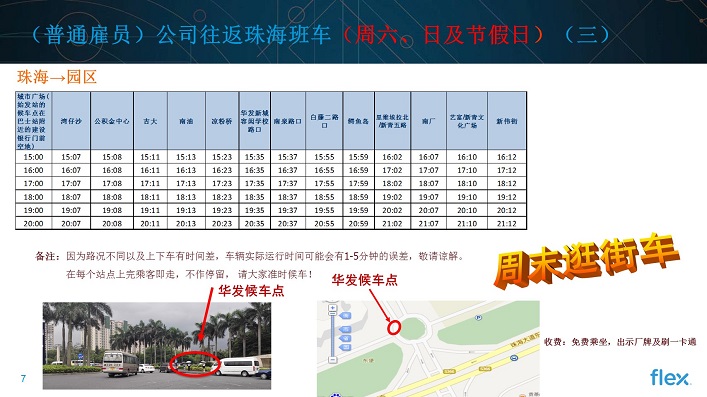 （普通雇员）公司往返珠海班车（周六、日及节假日）（三）
珠海→园区
城市广场(始发站的候车点在巴士站附近的建设银行门前空地) 湾仔沙 公积金中心 吉大 南油 凉粉桥 华发新城容闳学校路口 南泉路口 白藤二路口 鳄鱼岛 里维埃拉北/新青五路 南厂 艺富/新青文化广场 新伟街
15:00 15:07 15:08 15:11 15:13 15:23 15:35 15:37 15:55 15:59 16:02 16:07 16:10 16:12
16:00 16:07 16:08 16:11 16:13 16:23 16:35 16:37 16:55 16:59 17:02 17:07 17:10 17:12
17:00 17:07 17:08 17:11 17:13 17:23 17:35 17:37 17:55 17:59 18:02 18:07 18:10 18:12
18:00 18:07 18:08 18:11 18:13 18:23 18:35 18:37 18:55 18:59 19:02 19:07 19:10 19:12
19:00 19:07 19:08 19:11 19:13 19:23 19:35 19:37 19:55 19:59 20:02 20:07 20:10 20:12
20:00 20:07 20:08 20:11 20:13 20:23 20:35 20:37 20:55 20:59 21:02 21:07 21:10 21:12
备注：因为路况不同以及上下车有时间差，车辆实际运行时间可能会有1-5分钟的误差，敬请谅解。
在每个站点上完乘客即走，不作停留， 请大家准时候车！
周末逛街车
华发候车点
华发候车点
珠海大道东
收费：免费乘坐，出示厂牌及刷一卡通
7
flex